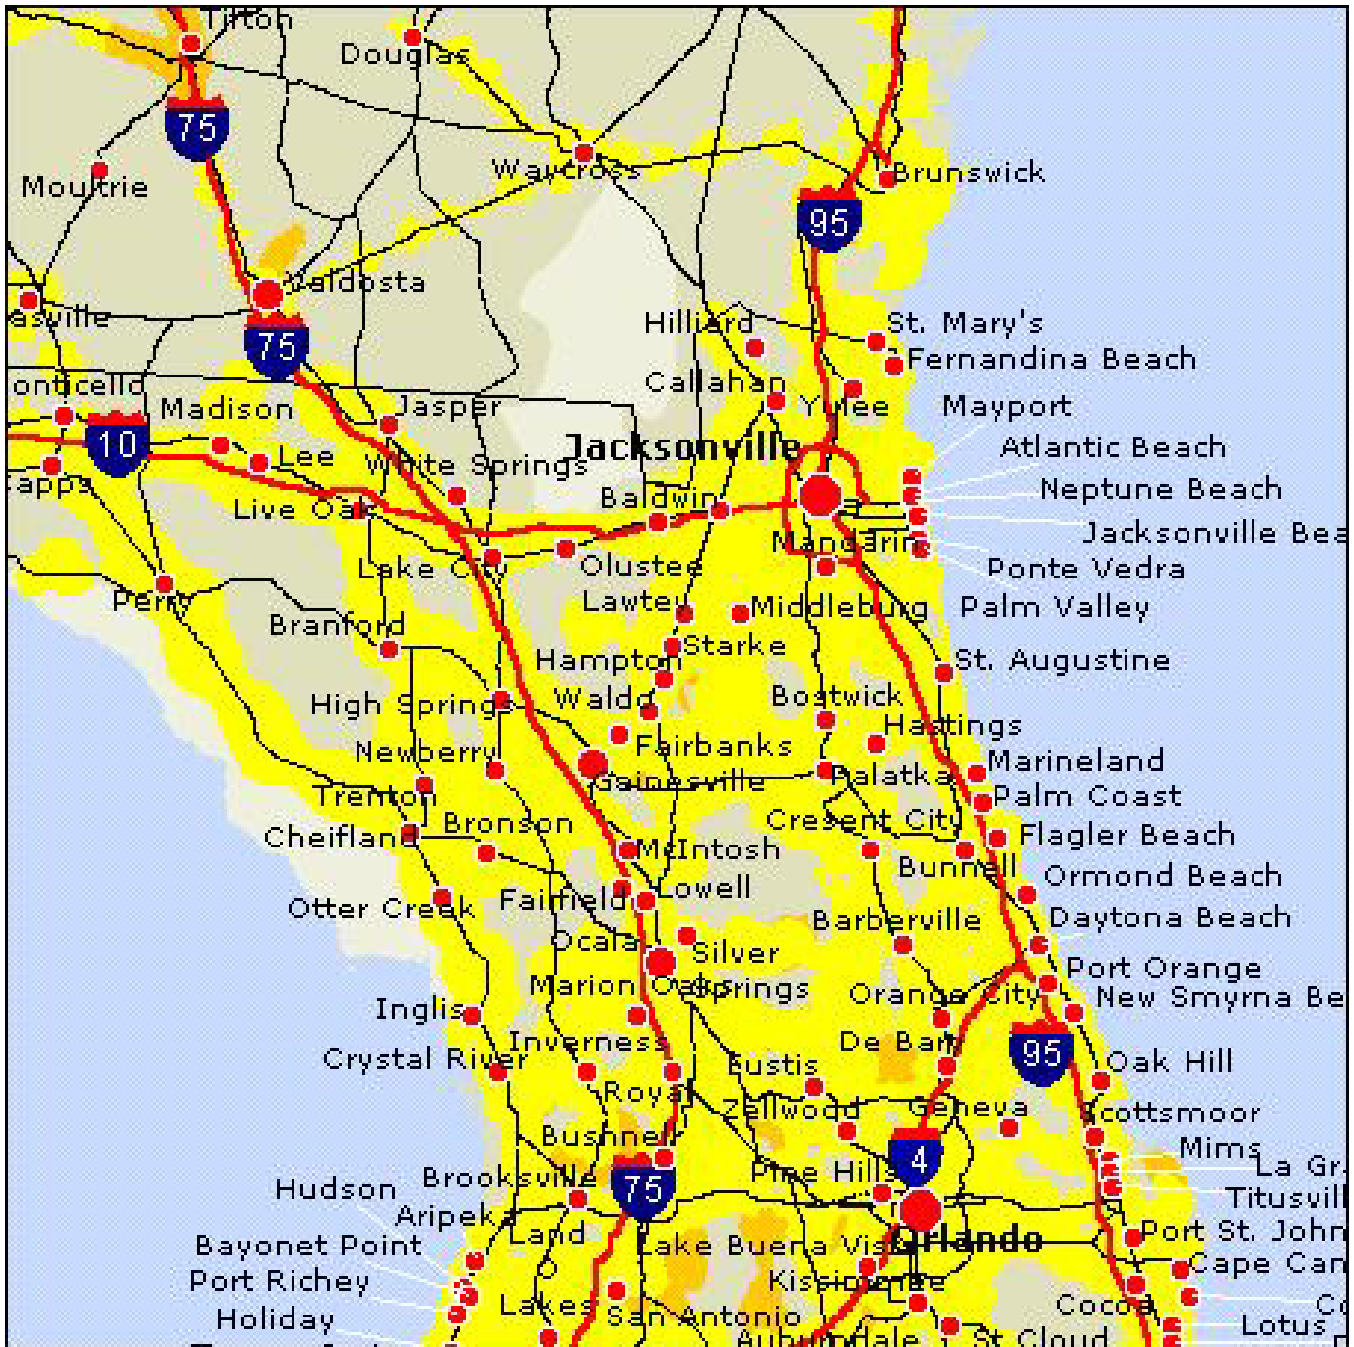 Tifton
Douglas
75
Waycross
Moultrie
Brunswick
95
Valdosta
asville
Hilliard
St. Mary's
75
Fernandina Beach
onticello
Callahan
Madison
Jasper
Yulee
Mayport
10
Jacksonville
Atlantic Beach
Lee
White Springs
Capps
Baldwin
Neptune Beach
Live Oak
Jacksonville Bea
Mandarin
Lake City
Olustee
Ponte Vedra
Perry
Lawtey
Middleburg
Palm Valley
Branford
Starke
Hampton
St. Augustine
High Springs
Waldo
Bostwick
Hastings
Newberry
Fairbanks
Marineland
Gainesville
Palatka
Trenton
Palm Coast
Cheifland
Bronson
Cresent City
Flagler Beach
McIntosh
Bunnell
Ormond Beach
Otter Creek
Fairfield
Lowell
Barberville
Daytona Beach
Ocala
Silver
Springs
Port Orange
Marion Oaks
Orange City
New Smyrna Be
Inglis
Inverness
De Bary
95
Crystal River
Eustis
Oak Hill
Royal
Zellwood
Geneva
Scottsmoor
Bushnell
4
Mims
Brooksville
75
Pine Hills
La Gr
Hudson
Titusvill
Aripeka
Land
Lakes
Orlando
Port St. John
Bayonet Point
Lake Buena Vista
Cape Can
Port Richey
Kissimmee
San Antonio
Cocoa
Co
Holiday
Auburndale
St Cloud
Lotus